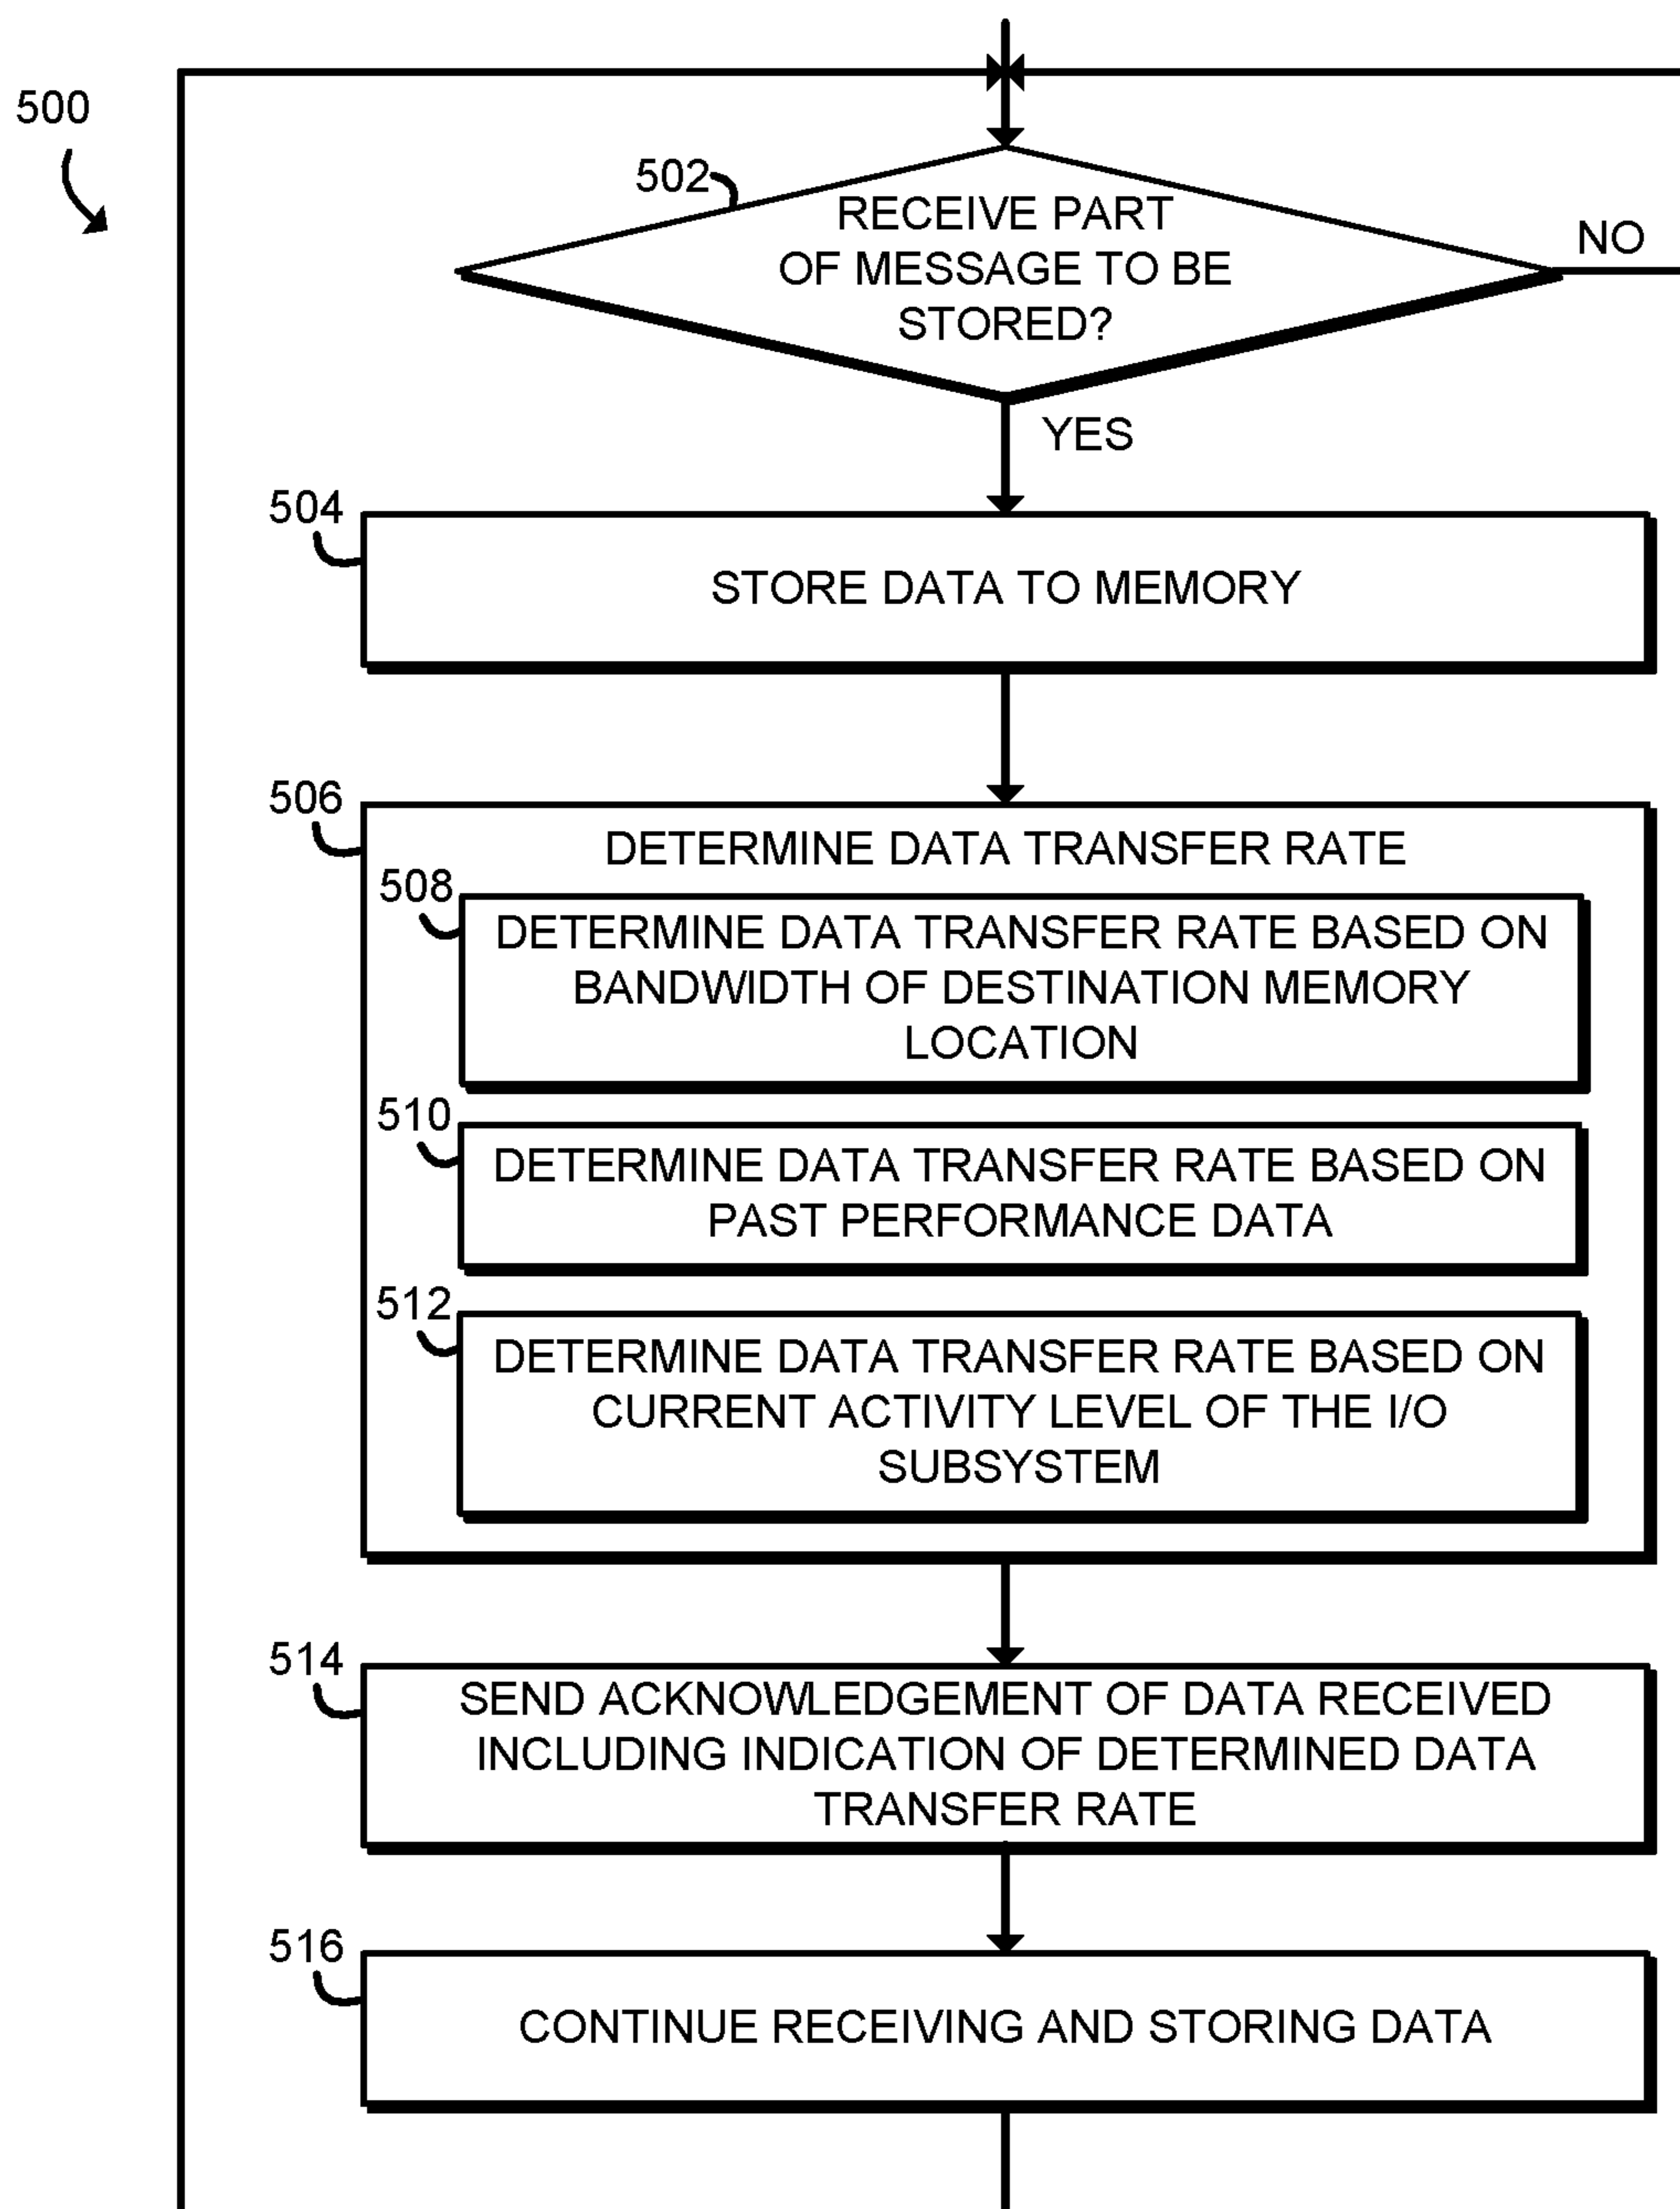 500
502
RECEIVE PART
OF MESSAGE TO BE
STORED?
NO
YES
504
STORE DATA TO MEMORY
506
DETERMINE DATA TRANSFER RATE
508
DETERMINE DATA TRANSFER RATE BASED ON
BANDWIDTH OF DESTINATION MEMORY
LOCATION
510
DETERMINE DATA TRANSFER RATE BASED ON
PAST PERFORMANCE DATA
512
DETERMINE DATA TRANSFER RATE BASED ON
CURRENT ACTIVITY LEVEL OF THE I/O
SUBSYSTEM
514
SEND ACKNOWLEDGEMENT OF DATA RECEIVED
INCLUDING INDICATION OF DETERMINED DATA
TRANSFER RATE
516
CONTINUE RECEIVING AND STORING DATA